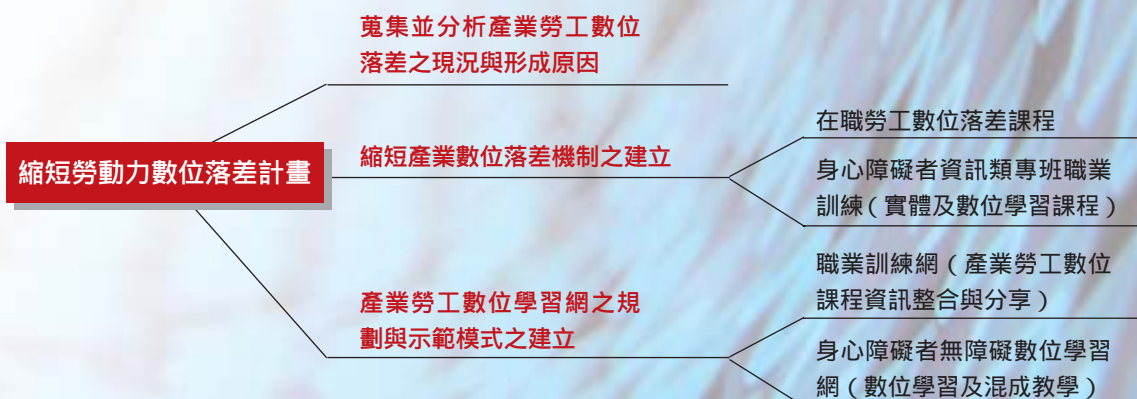 蒐集並分析產業勞工數位
落差之現況與形成原因
縮短勞動力數位落差計畫
縮短產業數位落差機制之建立
在職勞工數位落差課程
身心障礙者資訊類專班職業
訓練（實體及數位學習課程）
產業勞工數位學習網之規
劃與示範模式之建立
職業訓練網（產業勞工數位
課程資訊整合與分享）
身心障礙者無障礙數位學習
網（數位學習及混成教學）